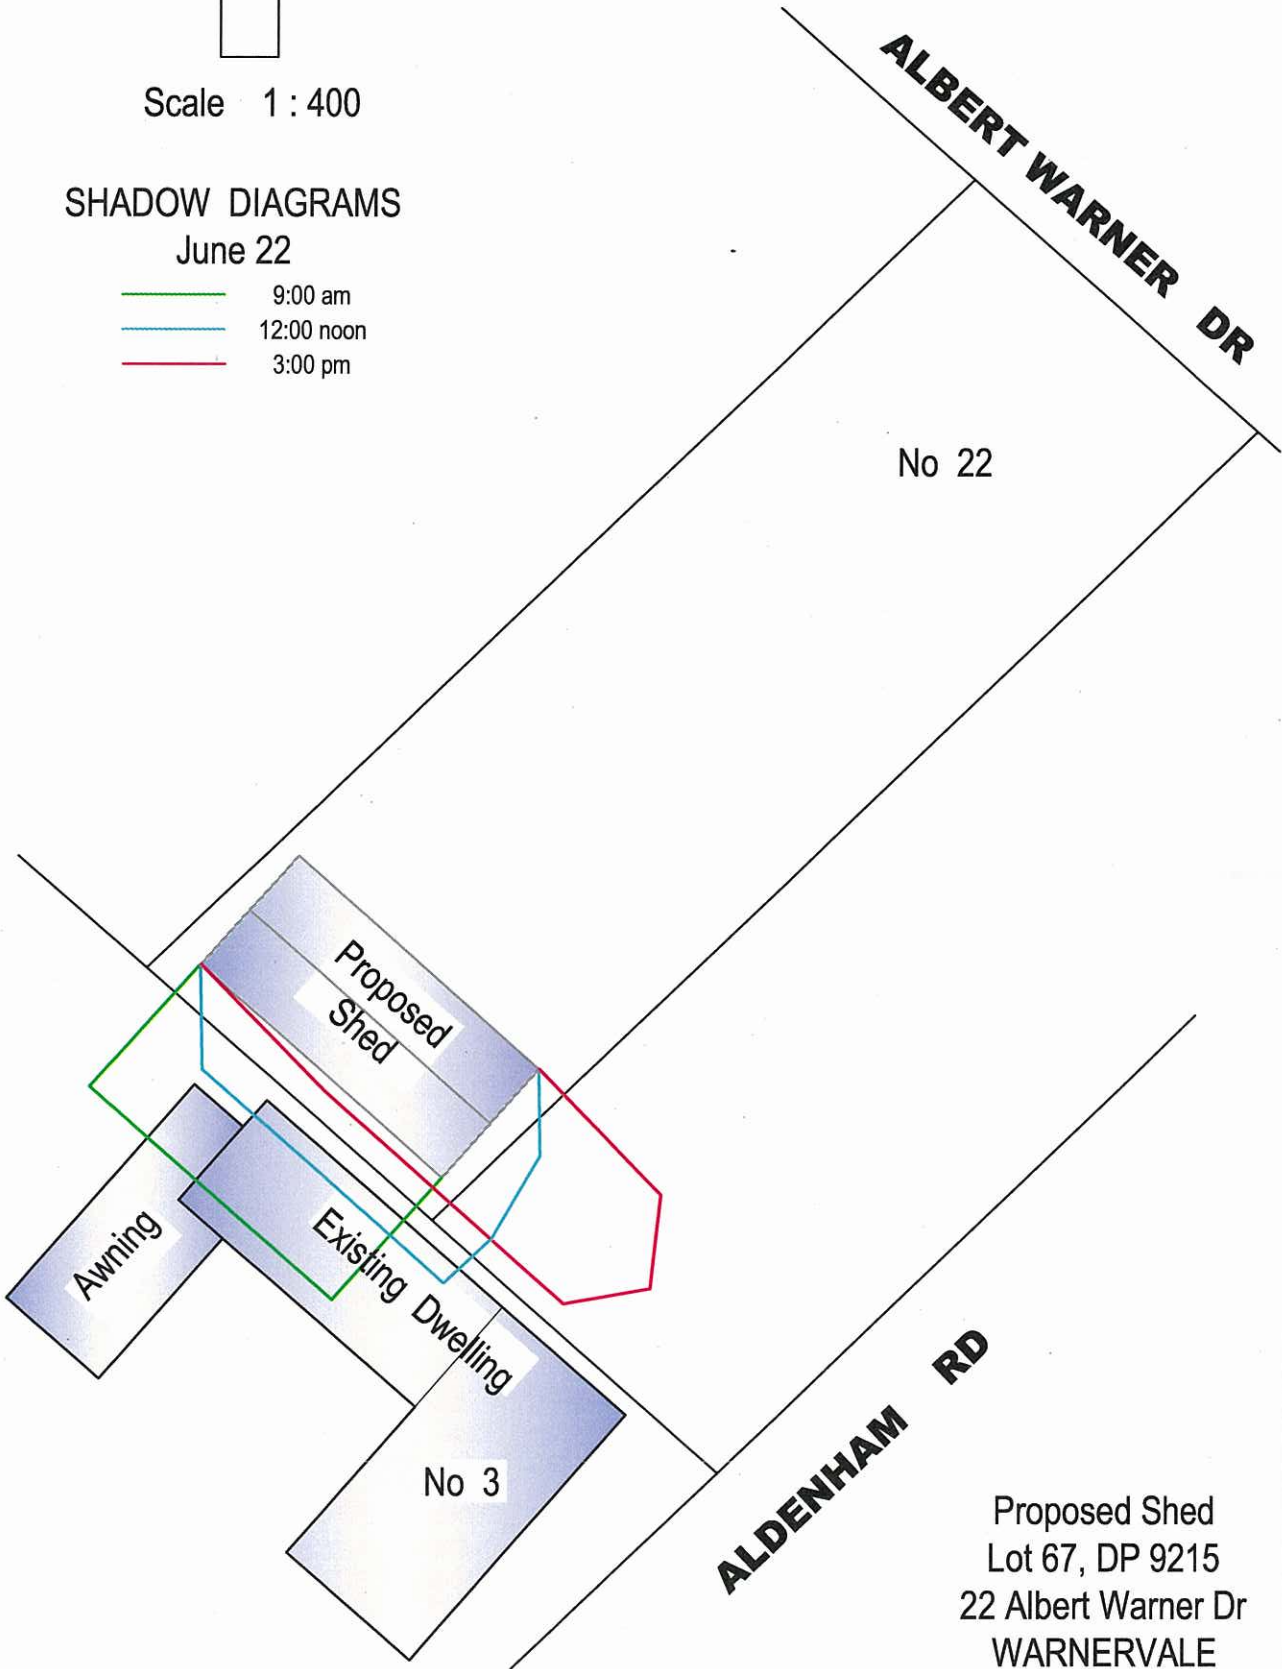 Scale 1 : 400
SHADOW DIAGRAMS
June 22
9:00 am
12:00 noon
3:00 pm
ALBERT WARNER DR
No 22
Proposed
Shed
Awning
Existing Dwelling
No 3
ALDENHAM RD
Proposed Shed
Lot 67, DP 9215
22 Albert Warner Dr
WARNERVALE